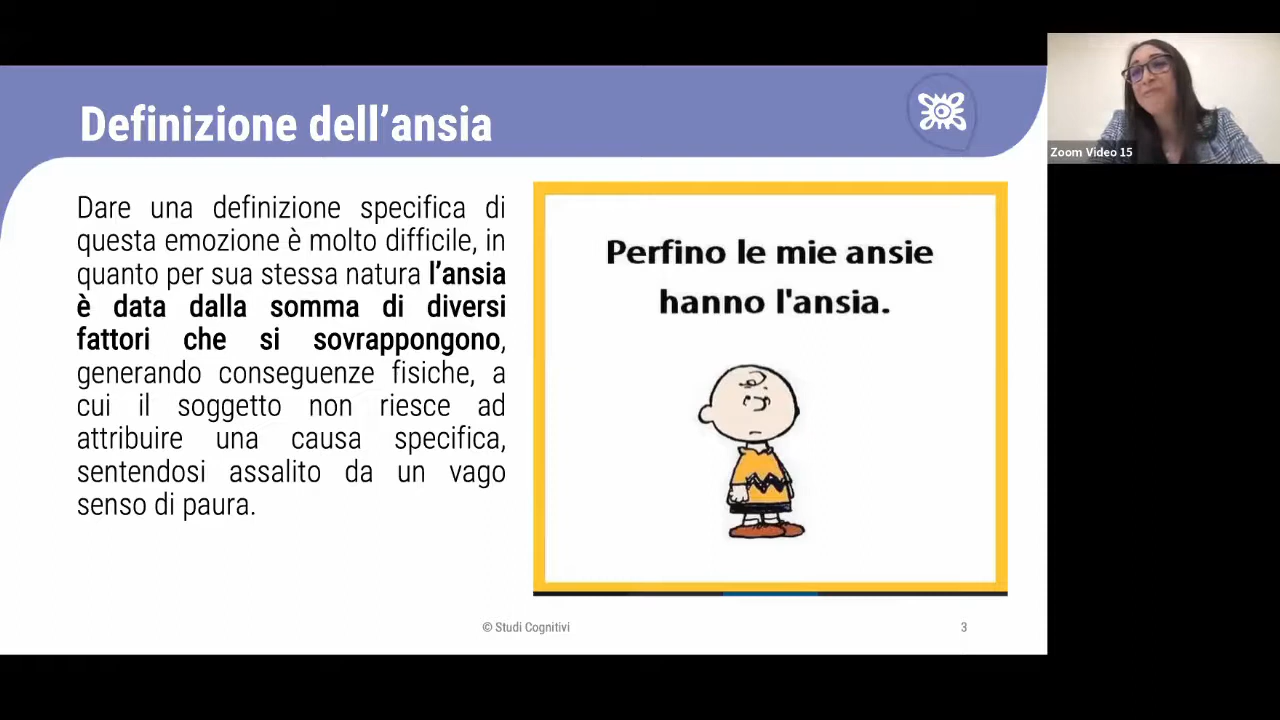 Definizione dell’ansia
Zoom Video 15
Dare una definizione specifica di
questa emozione è molto difficile, in
quanto per sua stessa natura l’ansia
è data dalla somma di diversi
fattori che si sovrappongono,
generando conseguenze fisiche, a
cui il soggetto non riesce ad
attribuire una causa specifica,
sentendosi assalito da un vago
senso di paura.
Perfino le mie ansie
hanno l'ansia.
© Studi Cognitivi
3